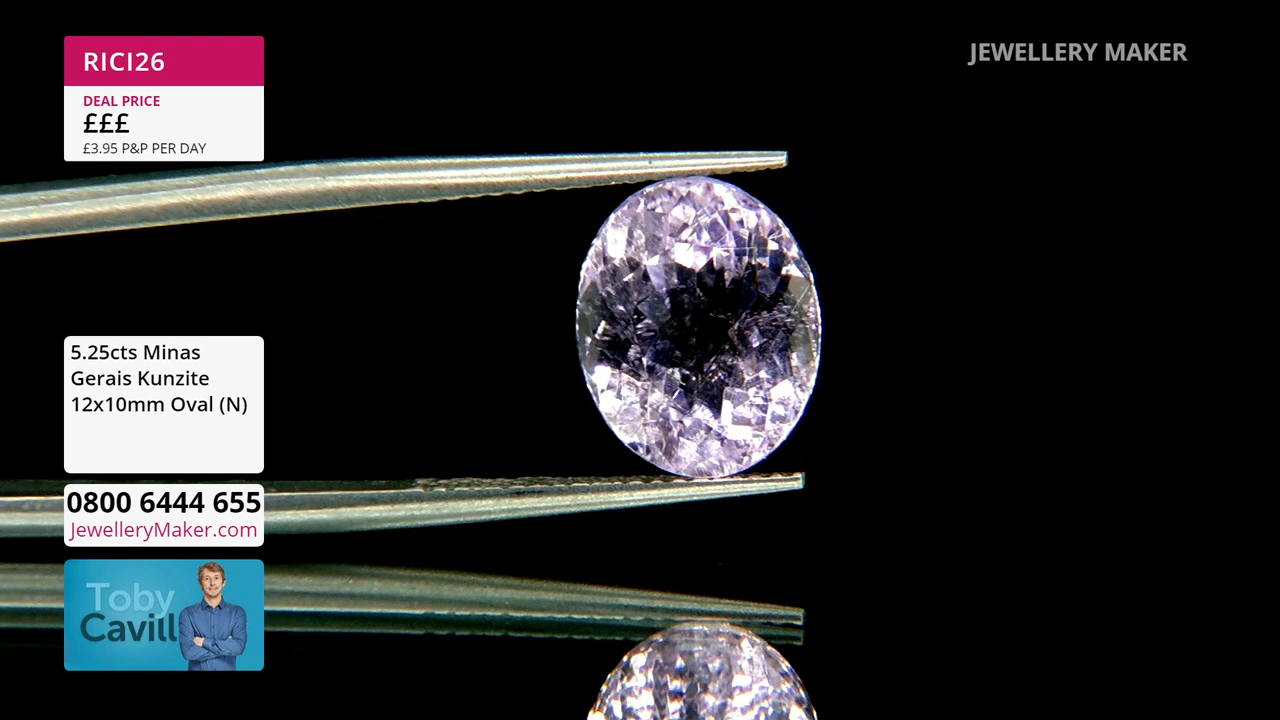 RICI26
DEAL PRICE
£££
£3.95 P&P PER DAY
JEWELLERY MAKER
5.25cts Minas
Gerais Kunzite
12x10mm Oval (N)
0800 6444 655
JewelleryMaker.com
Toby
Cavill